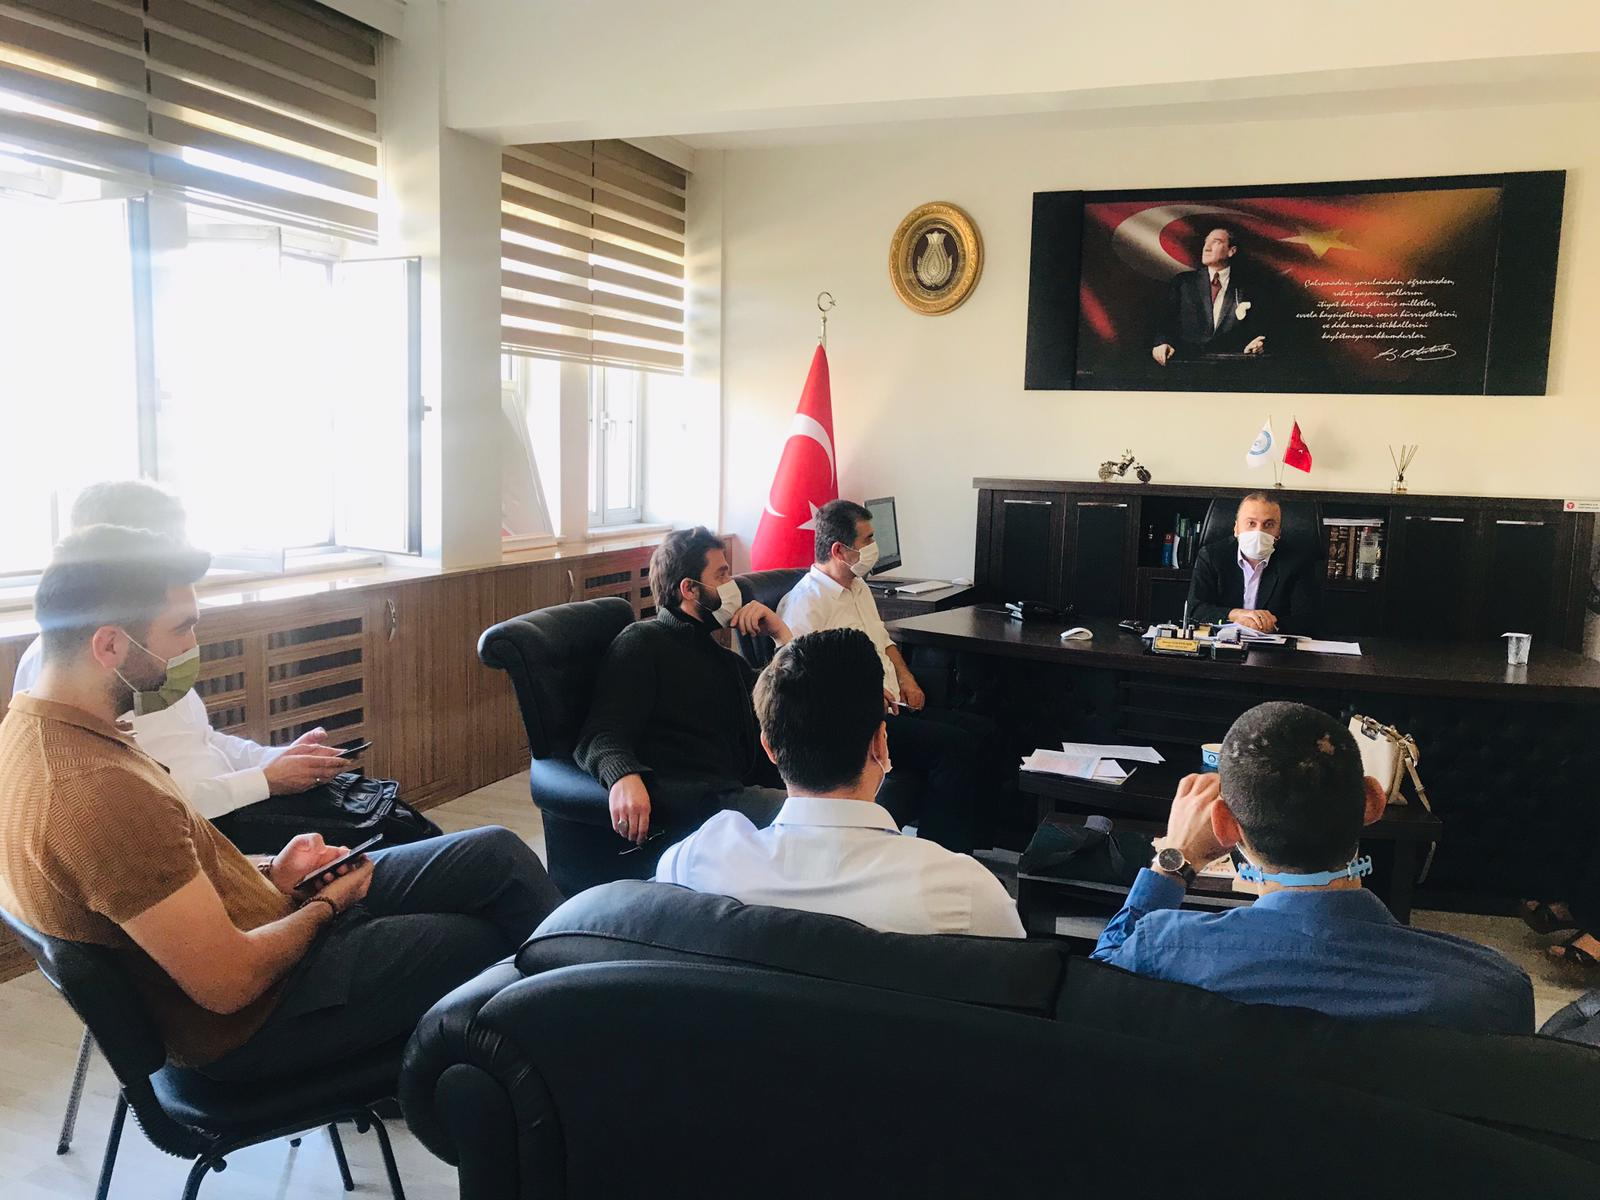 Çalışmadan, yorulmadan, öğrenmeden,
rahat yaşama yollarını
itiyat haline getirmiş milletler,
evvela haysiyetlerini, sonra hürriyetlerini,
ve daha sonra istikballerini
kaybetmeye mahkumdurlar.
K. Atatürk